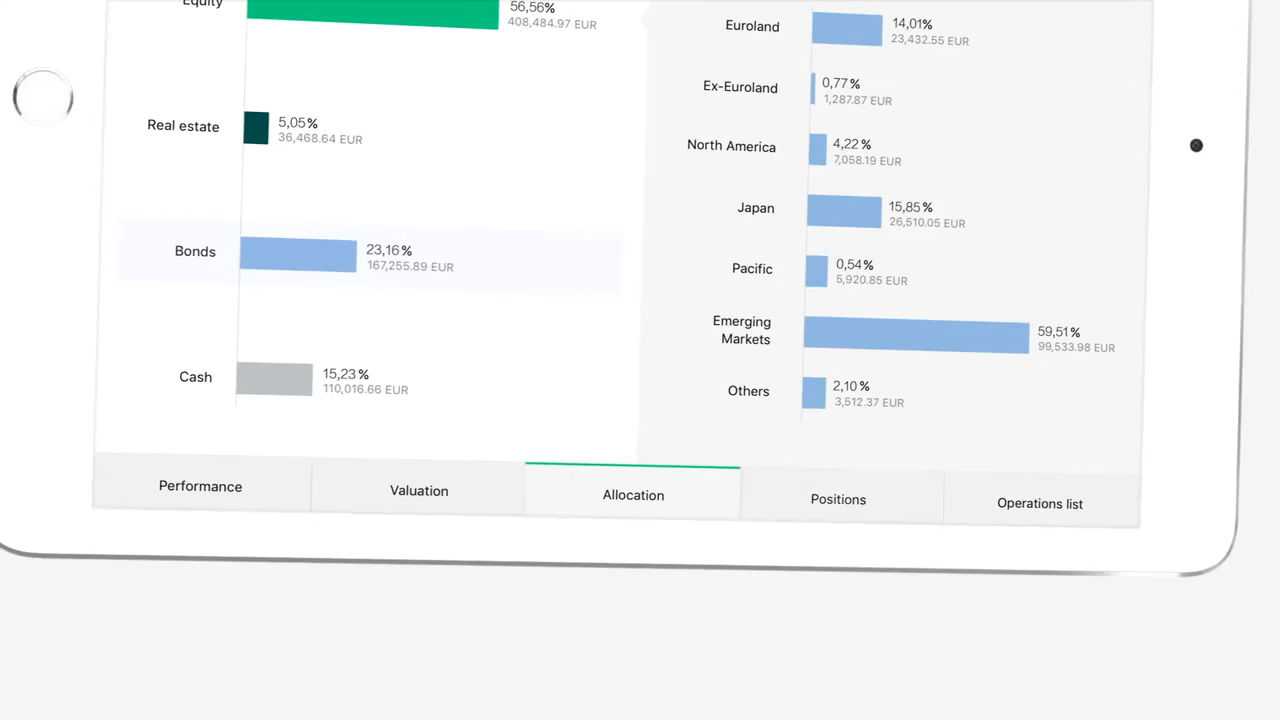 Equity
56,56%
408,484.97 EUR
Real estate
5,05%
36,468.64 EUR
Bonds
23,16%
167,255.89 EUR
Cash
15,23%
110,016.66 EUR
Euroland
14,01%
23,432.55 EUR
Ex-Euroland
0,77%
1,287.87 EUR
North America
4,22%
7,058.19 EUR
Japan
15,85%
26,510.05 EUR
Pacific
0,54%
5,920.85 EUR
Emerging
Markets
59,51%
99,533.98 EUR
Others
2,10%
3,512.37 EUR
Performance
Valuation
Allocation
Positions
Operations list